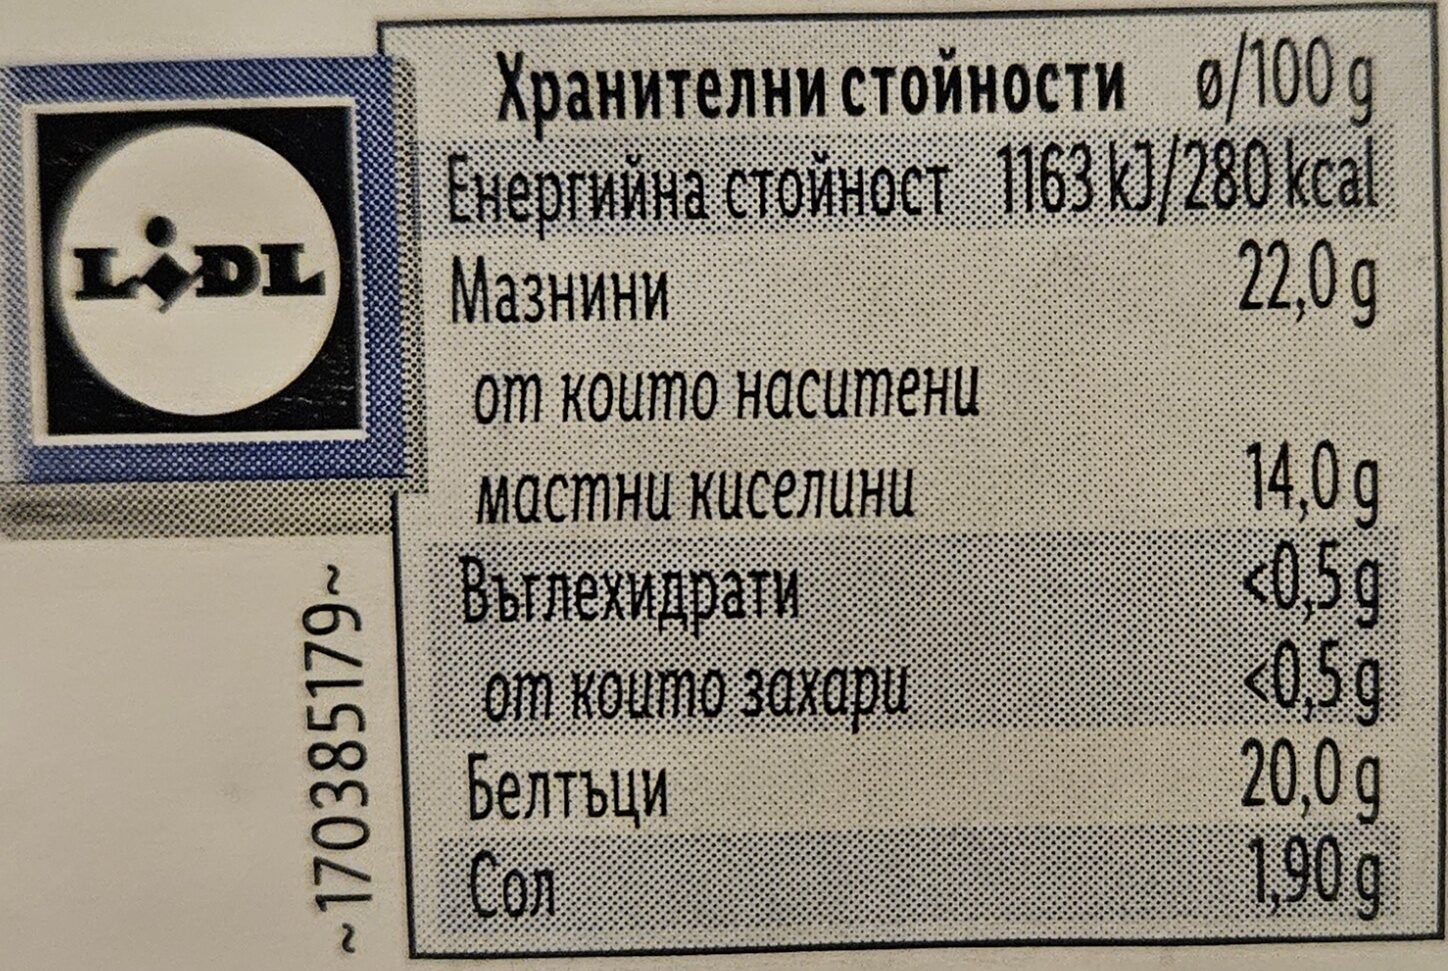 LIDL
Хранителни стойности ø/100 g
Енергийна стойност 1163 kJ/280 kcal
Мазнини 22,0 g
от които наситени
мастни киселини 14,0 g
Въглехидрати <0,5 g
от които захари <0,5 g
Белтъци 20,0 g
Сол 1,90 g
~170385179~